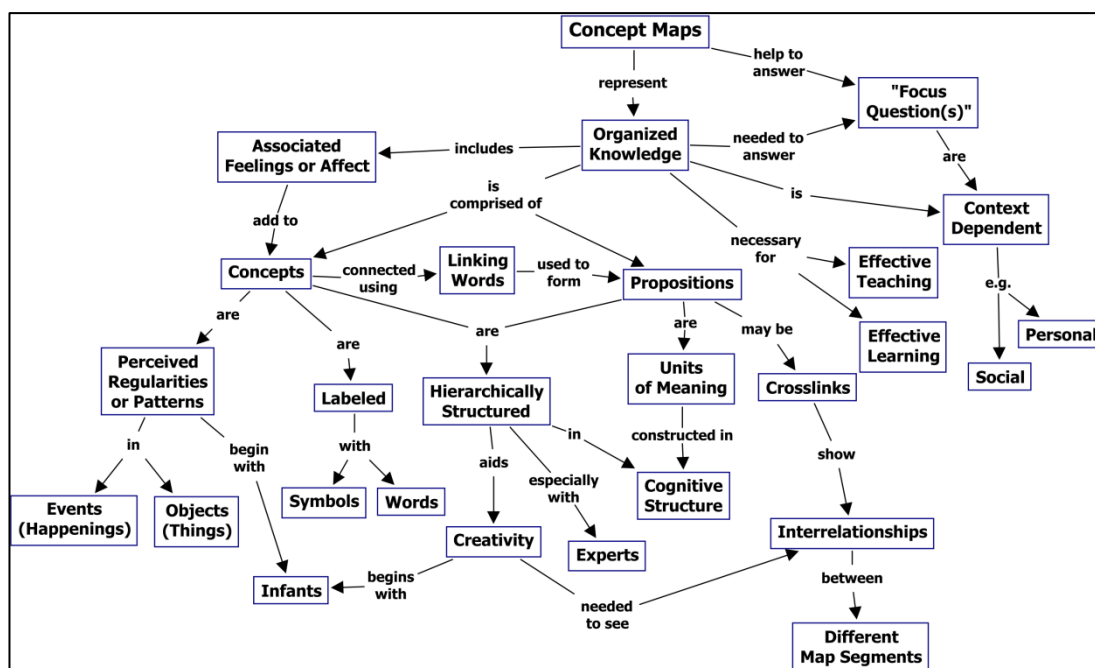 Concept Maps
help to
answer
represent
"Focus
Question(s)"
Organized
Knowledge
needed to
answer
Associated
Feelings or Affect
includes
are
is
comprised of
is
Context
Dependent
add to
necessary
for
Concepts
connected
using
Linking
Words
used to
form
Propositions
Effective
Teaching
e.g.
are
are
are
are
may be
Effective
Learning
Personal
Perceived
Regularities
or Patterns
Labeled
Hierarchically
Structured
Units
of Meaning
Crosslinks
Social
in
begin
with
with
aids
in
constructed in
show
especially
with
Events
(Happenings)
Objects
(Things)
Symbols
Words
Cognitive
Structure
Creativity
Experts
Interrelationships
Infants
begins
with
needed
to see
between
Different
Map Segments